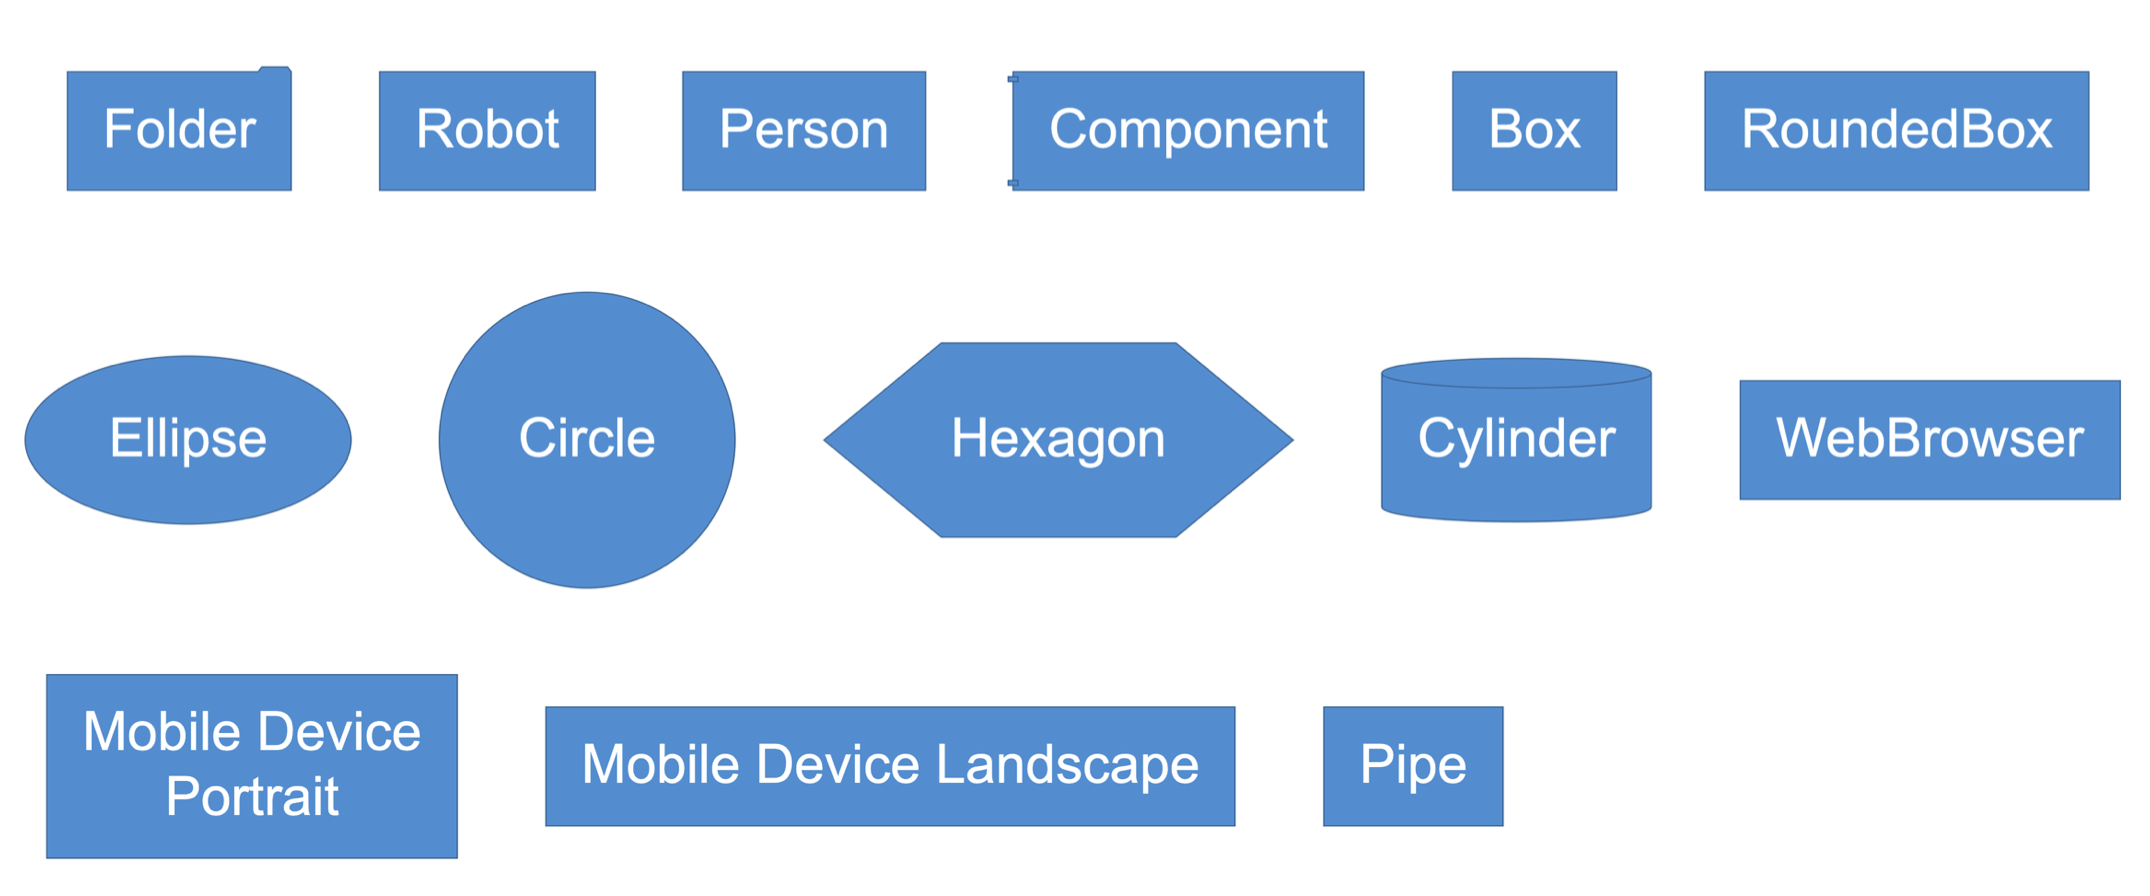 Folder
Robot
Person
Component
Box
RoundedBox
Ellipse
Circle
Hexagon
Cylinder
WebBrowser
Mobile Device
Portrait
Mobile Device Landscape
Pipe